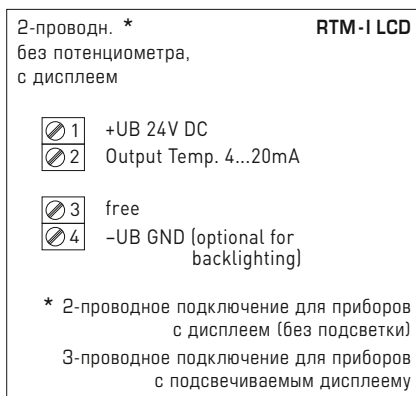 2-проводн. * RTM-I LCD
без потенциометра,
с дисплеем
1 +UB 24V DC
2 Output Temp. 4...20mA
3 free
4 –UB GND (optional for
backlighting)
* 2-проводное подключение для приборов
с дисплеем (без подсветки)
3-проводное подключение для приборов
с подсвечиваемым дисплеему